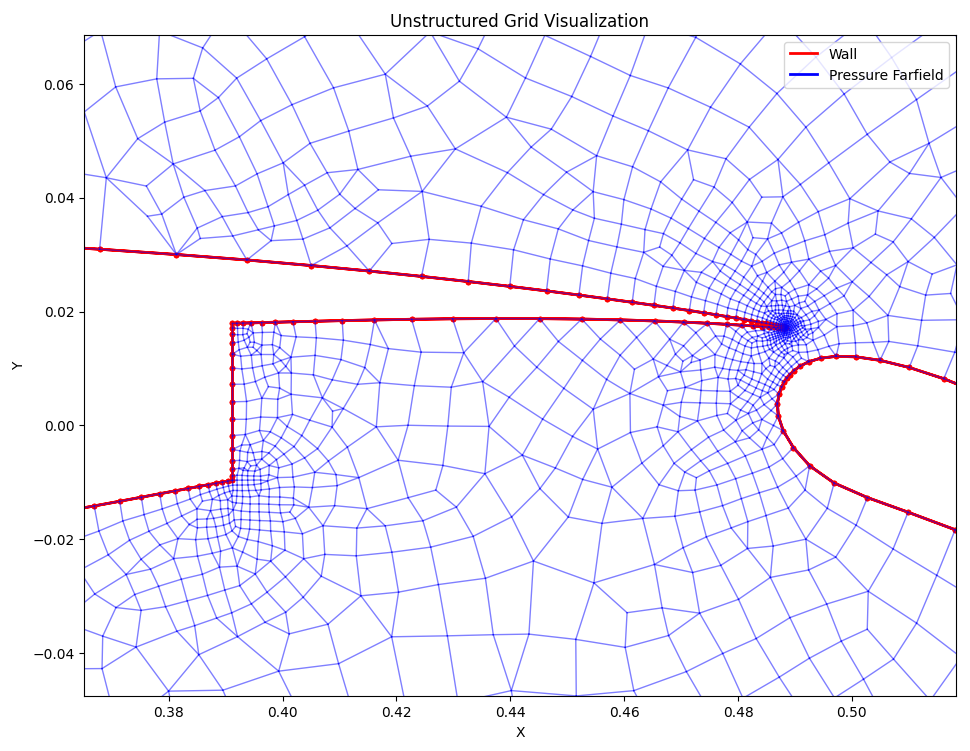 Unstructured Grid Visualization
Wall
Pressure Farfield
0.06
0.04
0.02
0.00
−0.02
−0.04
Y
0.38 0.40 0.42 0.44 0.46 0.48 0.50
X